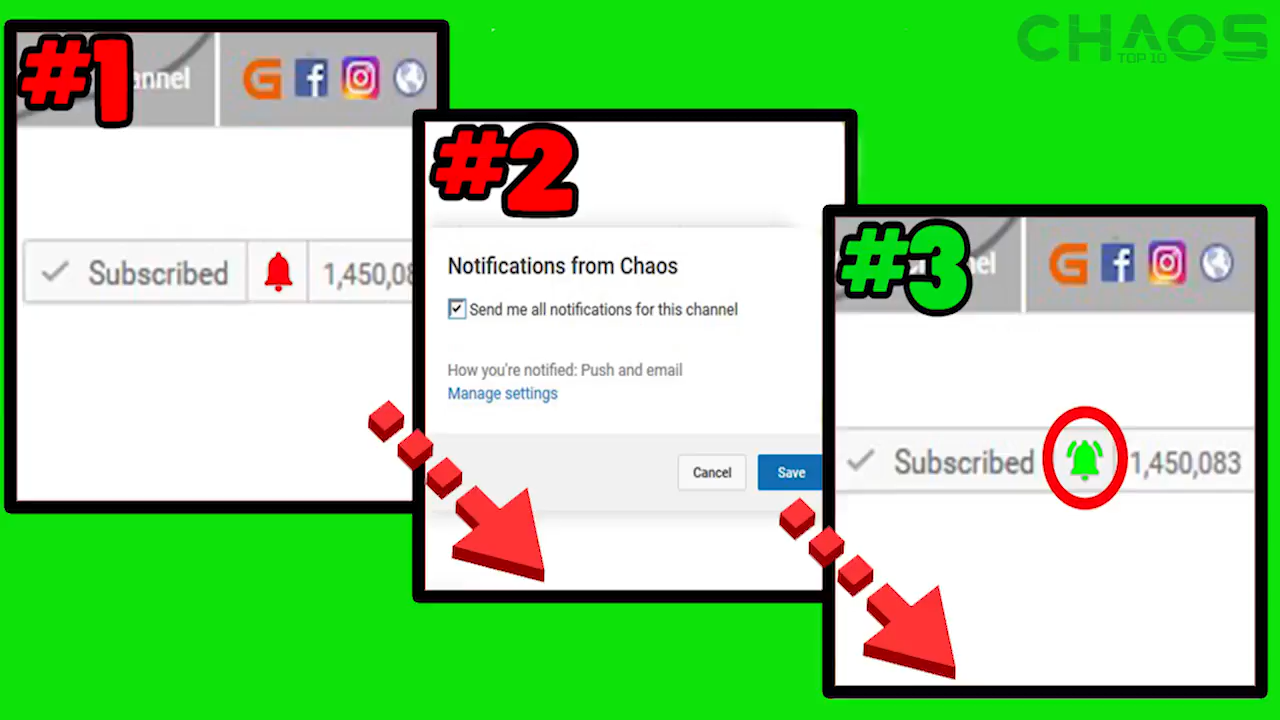 CHAOS
TOP 10
#1
annel
Subscribed
1,450,08
#2
Notifications from Chaos
Send me all notifications for this channel
How you're notified: Push and email
Manage settings
Cancel
Save
#3
nel
Subscribed
1,450,083